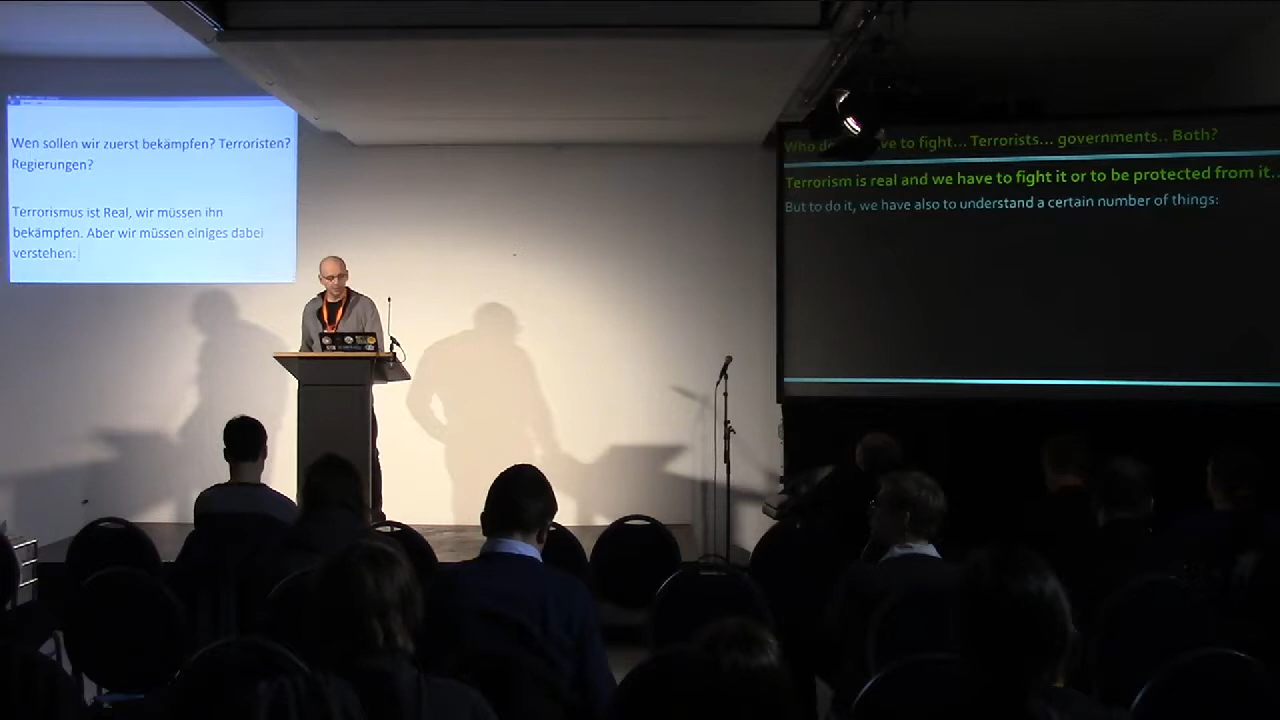 Wen sollen wir zuerst bekämpfen? Terroristen?
Regierungen?
Terrorismus ist Real, wir müssen ihn
bekämpfen. Aber wir müssen einiges dabei
verstehen:
Who to fight... Terrorists... governments.. Both?
Terrorism is real and we have to fight it or to be protected from it..
But to do it, we have also to understand a certain number of things: